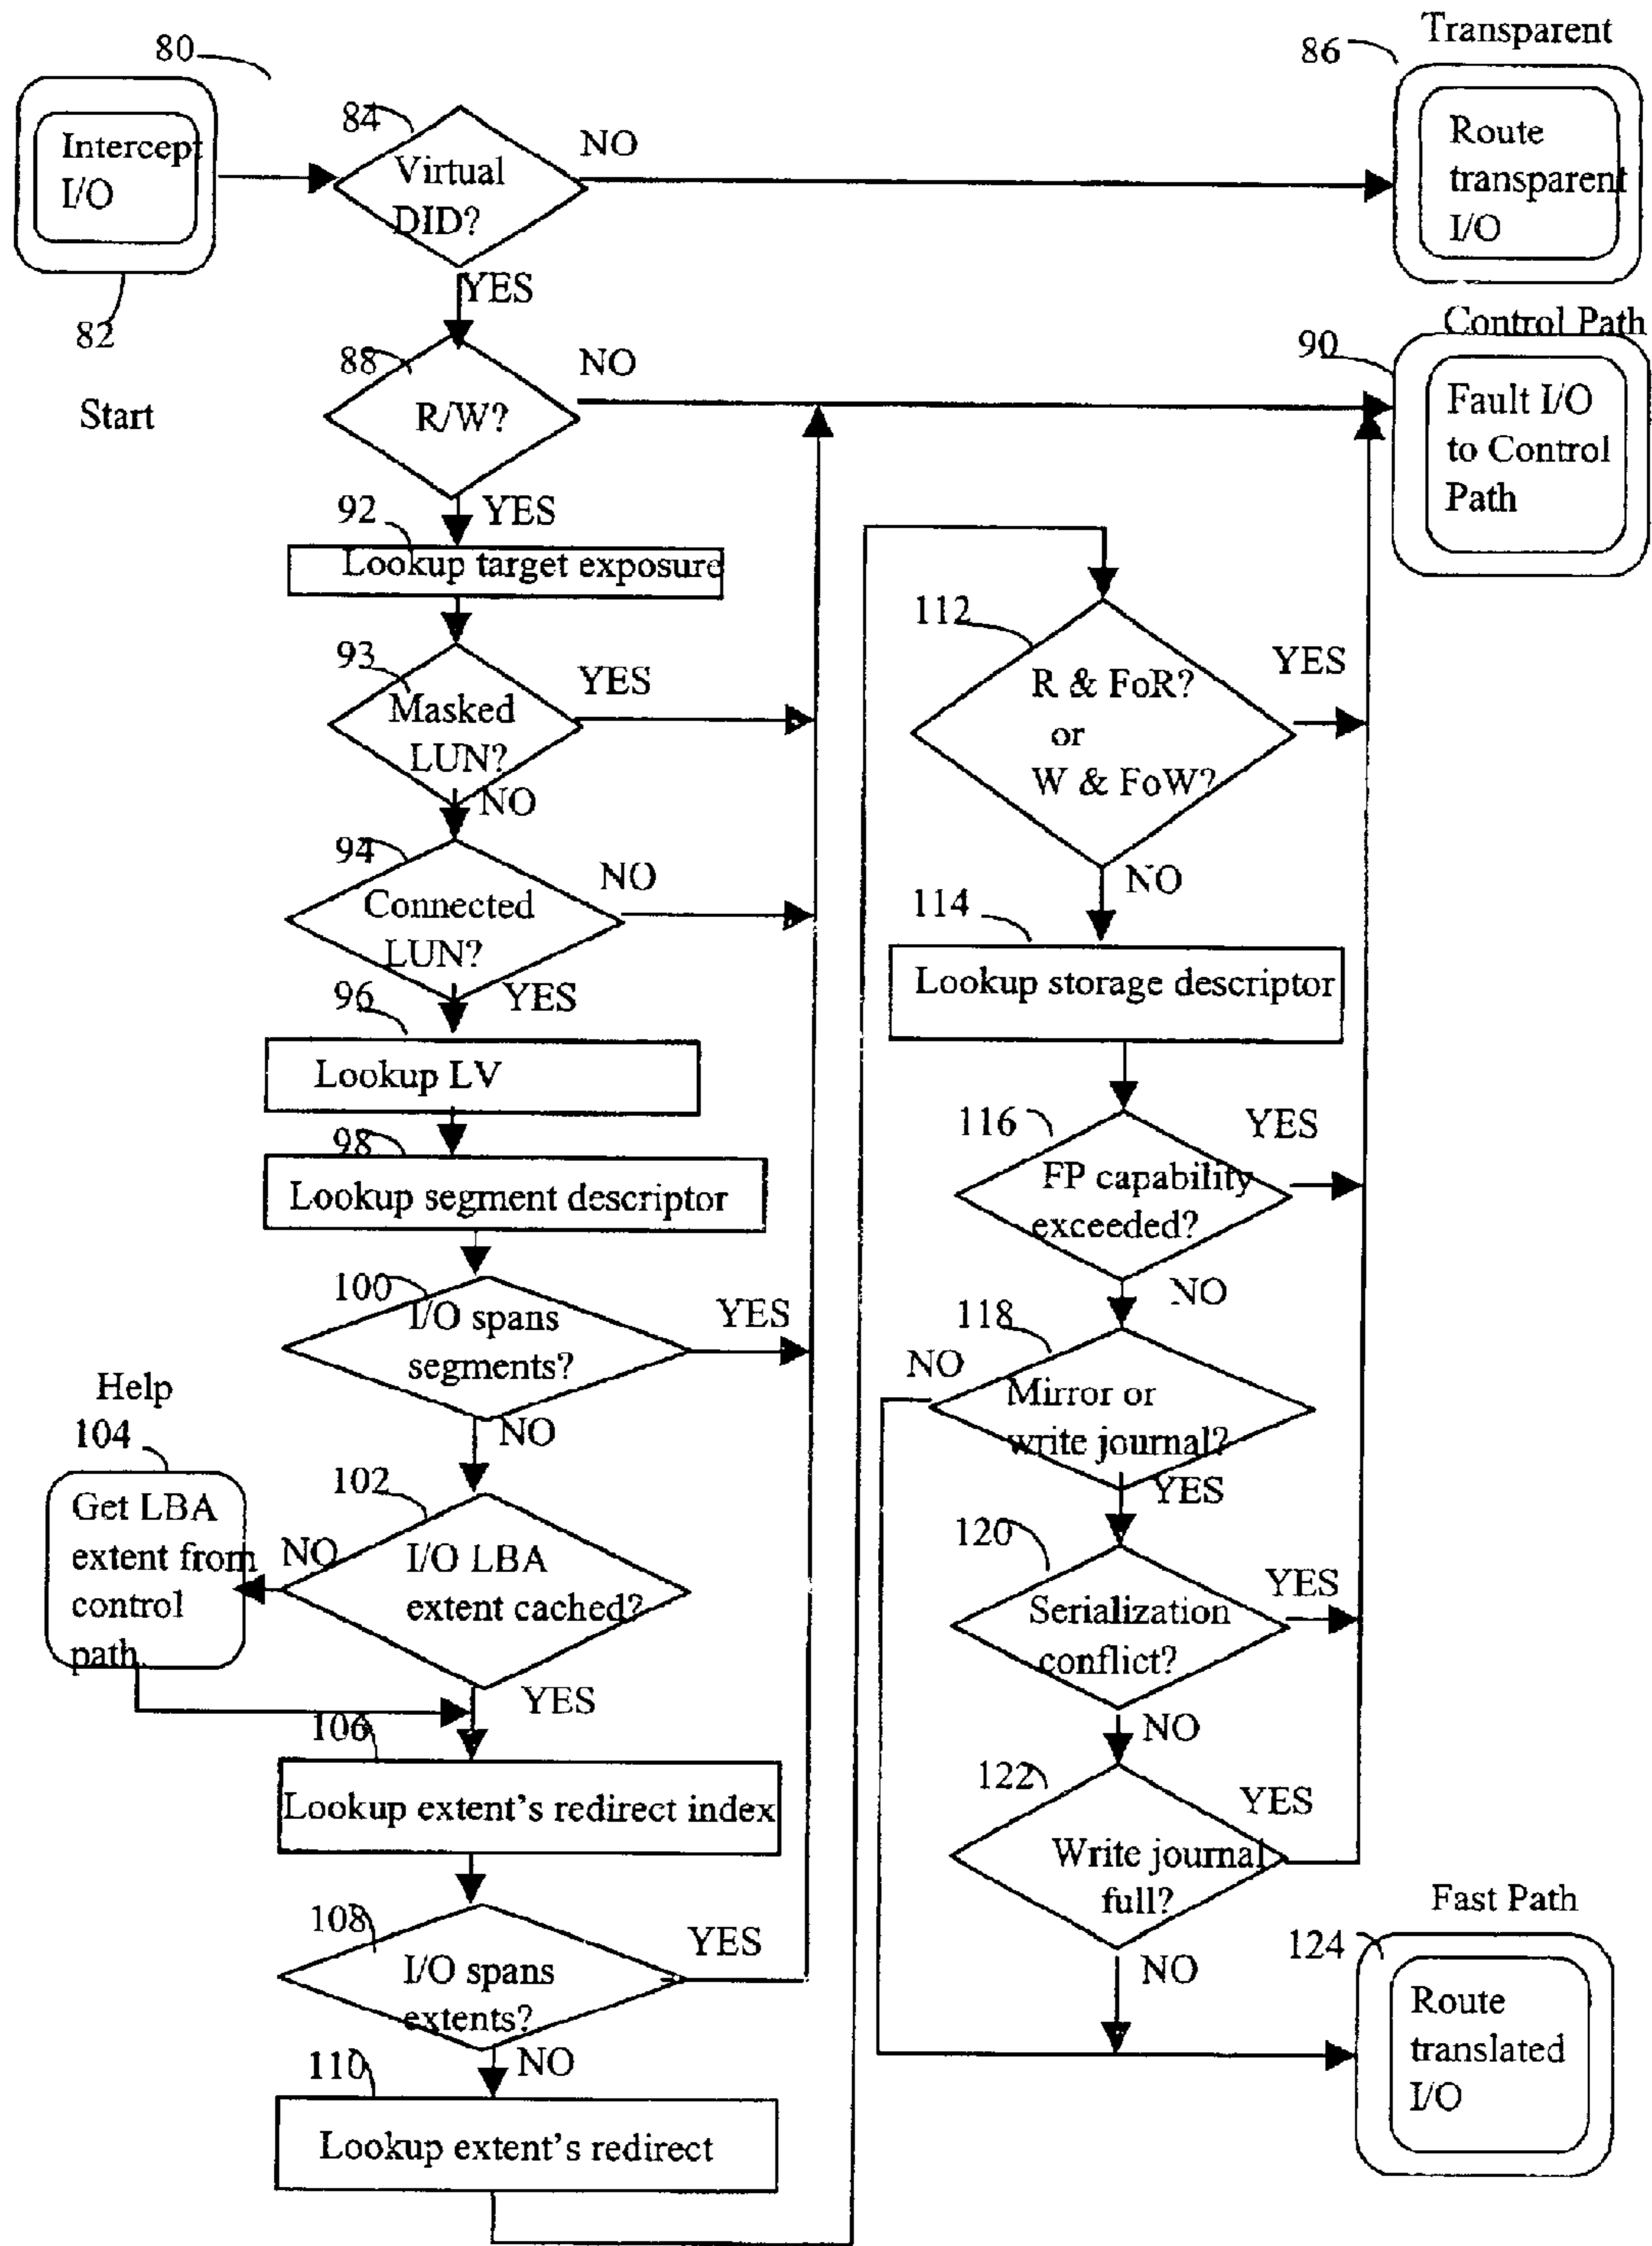 80
Intercept
I/O
82
Start
84
Virtual
DID?
NO
YES
86
Transparent
Route
transparent
I/O
88
R/W?
NO
YES
90
Control Path
Fault I/O
to Control
Path
92
Lookup target exposure
93
Masked
LUN?
YES
NO
94
Connected
LUN?
NO
YES
96
Lookup LV
98
Lookup segment descriptor
100
I/O spans
segments?
YES
NO
Help
104
Get LBA
extent from
control
path
102
I/O LBA
extent cached?
NO
YES
106
Lookup extent's redirect index
108
I/O spans
extents?
YES
NO
110
Lookup extent's redirect
112
R & FoR?
or
W & FoW?
YES
NO
114
Lookup storage descriptor
116
FP capability
exceeded?
YES
NO
118
Mirror or
write journal?
NO
YES
120
Serialization
conflict?
YES
NO
122
Write journal
full?
YES
NO
Fast Path
124
Route
translated
I/O